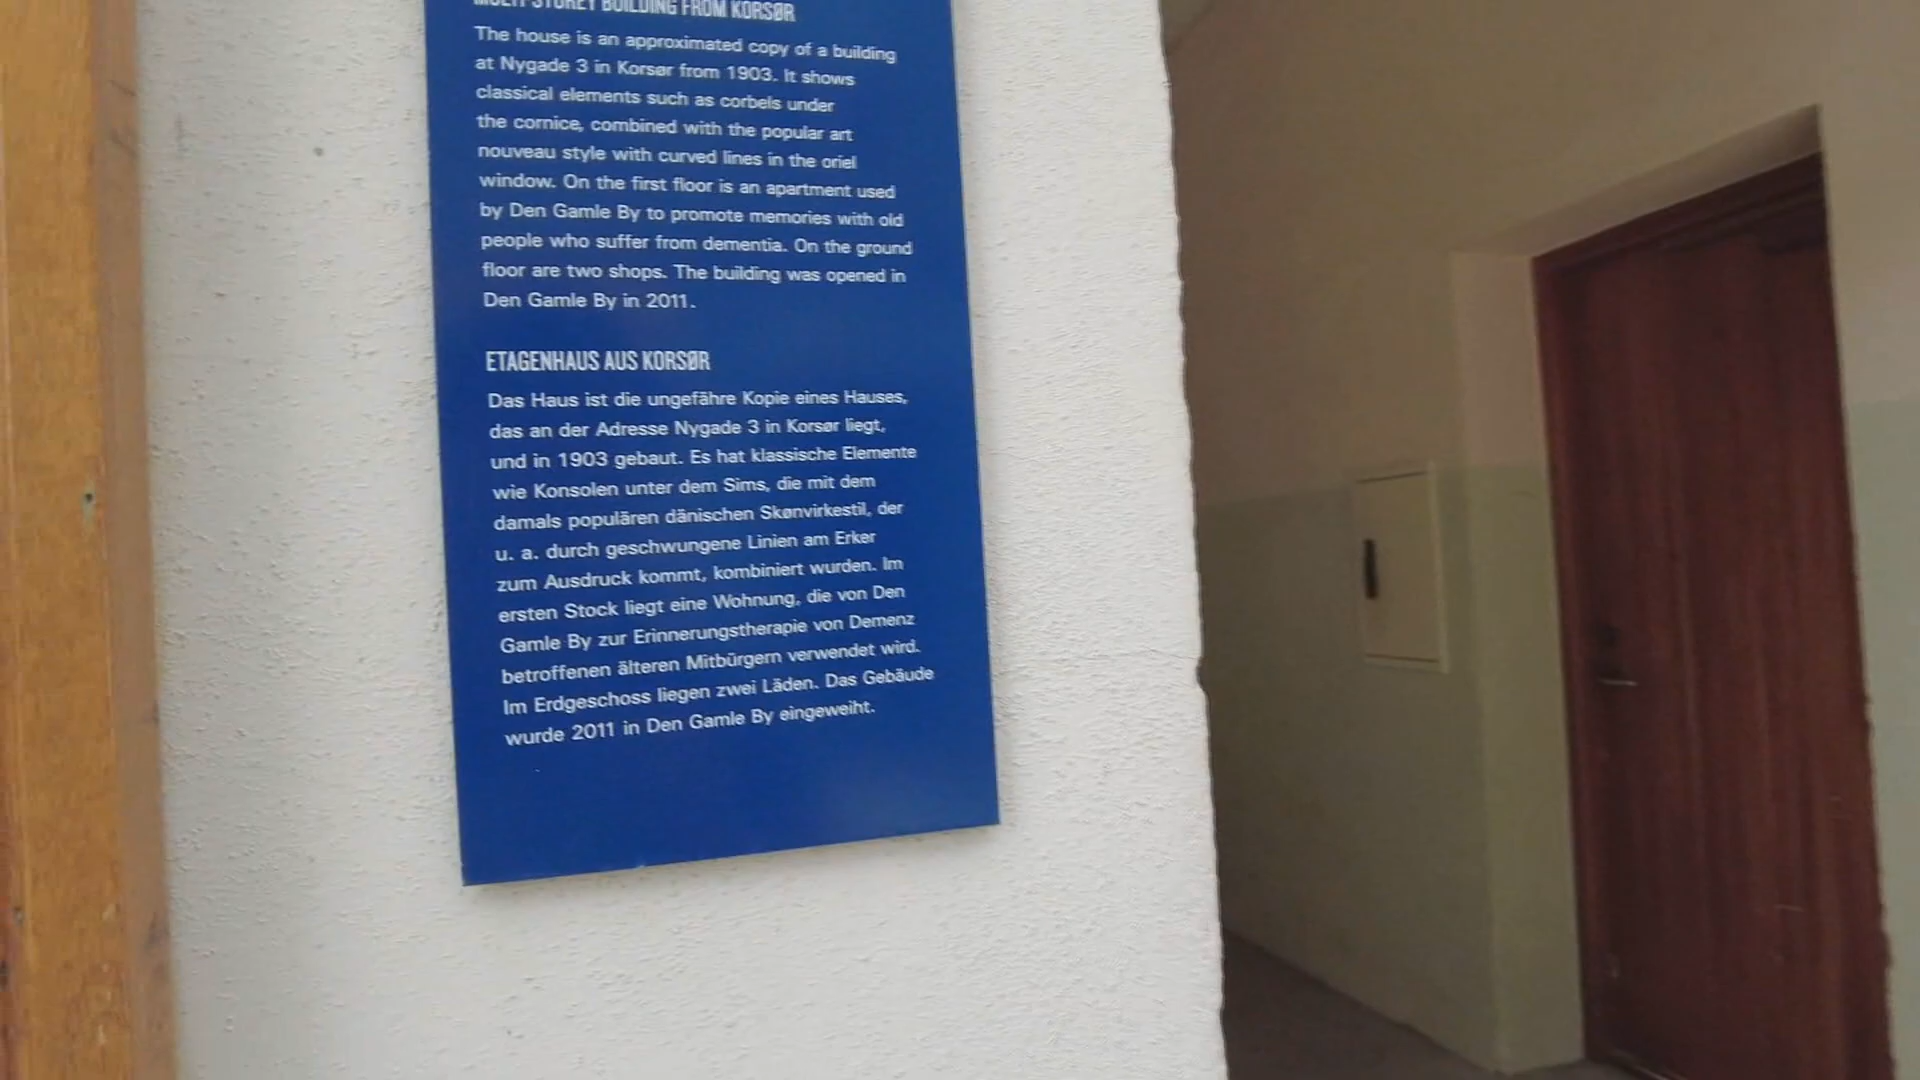 MULTI-STOREY BUILDING FROM KORSØR
The house is an approximated copy of a building
at Nygade 3 in Korsør from 1903. It shows
classical elements such as corbels under
the cornice, combined with the popular art
nouveau style with curved lines in the oriel
window. On the first floor is an apartment used
by Den Gamle By to promote memories with old
people who suffer from dementia. On the ground
floor are two shops. The building was opened in
Den Gamle By in 2011.
ETAGENHAUS AUS KORSØR
Das Haus ist die ungefähre Kopie eines Hauses,
das an der Adresse Nygade 3 in Korsør liegt,
und in 1903 gebaut. Es hat klassische Elemente
wie Konsolen unter dem Sims, die mit dem
damals populären dänischen Skønvirkestil, der
u. a. durch geschwungene Linien am Erker
zum Ausdruck kommt, kombiniert wurden. Im
ersten Stock liegt eine Wohnung, die von Den
Gamle By zur Erinnerungstherapie von Demenz
betroffenen älteren Mitbürgern verwendet wird.
Im Erdgeschoss liegen zwei Läden. Das Gebäude
wurde 2011 in Den Gamle By eingeweiht.